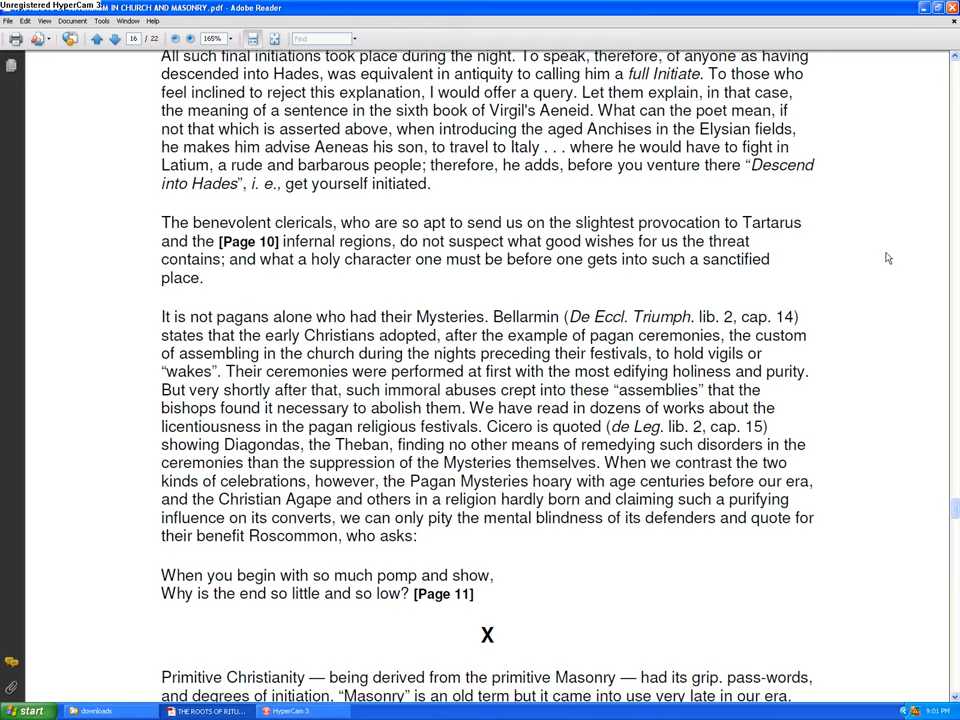 Unregistered HyperCam 3
M IN CHURCH AND MASONRY.pdf - Adobe Reader
File Edit View Document Tools Window Help
16 / 22 165% Find
All such final initiations took place during the night. To speak, therefore, of anyone as having
descended into Hades, was equivalent in antiquity to calling him a full Initiate. To those who
feel inclined to reject this explanation, I would offer a query. Let them explain, in that case,
the meaning of a sentence in the sixth book of Virgil's Aeneid. What can the poet mean, if
not that which is asserted above, when introducing the aged Anchises in the Elysian fields,
he makes him advise Aeneas his son, to travel to Italy . . . where he would have to fight in
Latium, a rude and barbarous people; therefore, he adds, before you venture there “Descend
into Hades”, i. e., get yourself initiated.
The benevolent clericals, who are so apt to send us on the slightest provocation to Tartarus
and the [Page 10] infernal regions, do not suspect what good wishes for us the threat
contains; and what a holy character one must be before one gets into such a sanctified
place.
It is not pagans alone who had their Mysteries. Bellarmin (De Eccl. Triumph. lib. 2, cap. 14)
states that the early Christians adopted, after the example of pagan ceremonies, the custom
of assembling in the church during the nights preceding their festivals, to hold vigils or
“wakes”. Their ceremonies were performed at first with the most edifying holiness and purity.
But very shortly after that, such immoral abuses crept into these “assemblies” that the
bishops found it necessary to abolish them. We have read in dozens of works about the
licentiousness in the pagan religious festivals. Cicero is quoted (de Leg. lib. 2, cap. 15)
showing Diagondas, the Theban, finding no other means of remedying such disorders in the
ceremonies than the suppression of the Mysteries themselves. When we contrast the two
kinds of celebrations, however, the Pagan Mysteries hoary with age centuries before our era,
and the Christian Agape and others in a religion hardly born and claiming such a purifying
influence on its converts, we can only pity the mental blindness of its defenders and quote for
their benefit Roscommon, who asks:
When you begin with so much pomp and show,
Why is the end so little and so low? [Page 11]
X
Primitive Christianity — being derived from the primitive Masonry — had its grip. pass-words,
and degrees of initiation. “Masonry” is an old term but it came into use very late in our era.
start downloads THE ROOTS OF RITU... HyperCam 3 9:01 PM